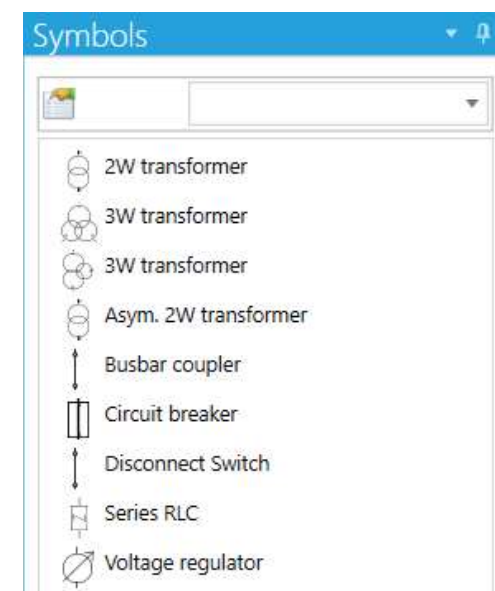 Symbols
2W transformer
3W transformer
3W transformer
Asym. 2W transformer
Busbar coupler
Circuit breaker
Disconnect Switch
Series RLC
Voltage regulator